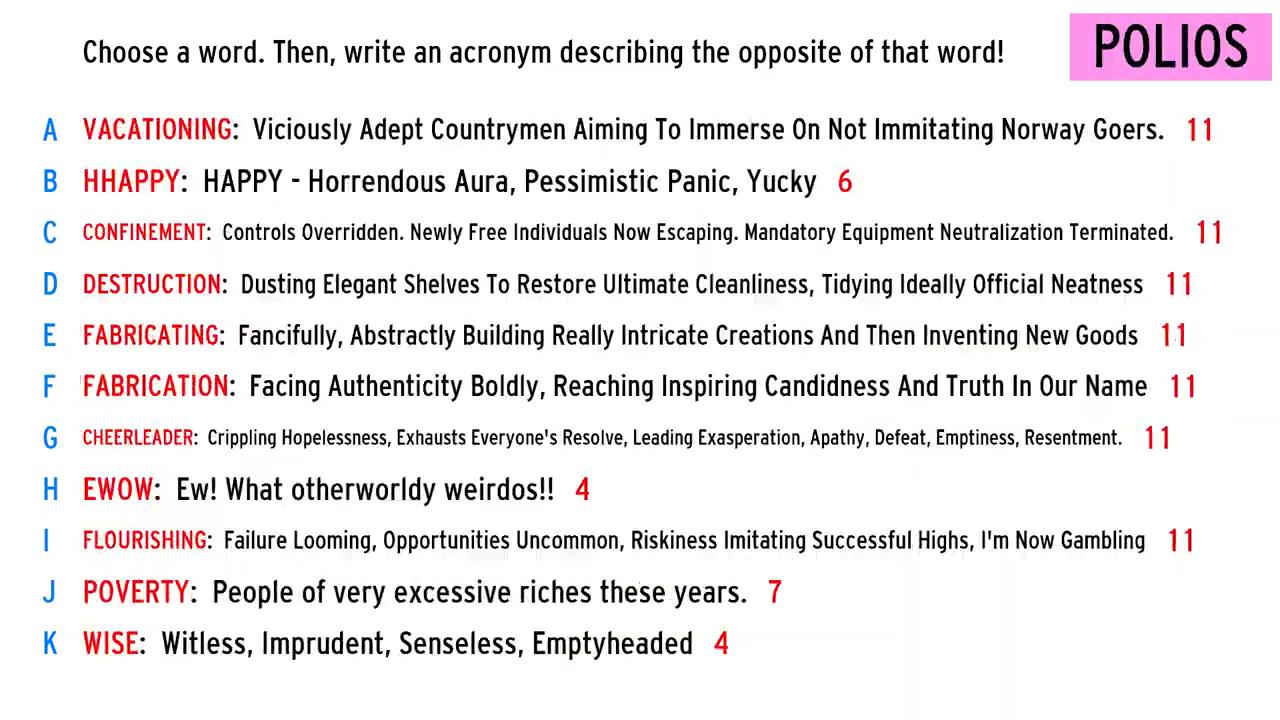 Choose a word. Then, write an acronym describing the opposite of that word!
POLIOS
A VACATIONING: Viciously Adept Countrymen Aiming To Immerse On Not Immitating Norway Goers. 11
B HHAPPY: HAPPY - Horrendous Aura, Pessimistic Panic, Yucky 6
C CONFINEMENT: Controls Overridden. Newly Free Individuals Now Escaping. Mandatory Equipment Neutralization Terminated. 11
D DESTRUCTION: Dusting Elegant Shelves To Restore Ultimate Cleanliness, Tidying Ideally Official Neatness 11
E FABRICATING: Fancifully, Abstractly Building Really Intricate Creations And Then Inventing New Goods 11
F FABRICATION: Facing Authenticity Boldly, Reaching Inspiring Candidness And Truth In Our Name 11
G CHEERLEADER: Crippling Hopelessness, Exhausts Everyone's Resolve, Leading Exasperation, Apathy, Defeat, Emptiness, Resentment. 11
H EWOW: Ew! What otherworldy weirdos!! 4
I FLOURISHING: Failure Looming, Opportunities Uncommon, Riskiness Imitating Successful Highs, I'm Now Gambling 11
J POVERTY: People of very excessive riches these years. 7
K WISE: Witless, Imprudent, Senseless, Emptyheaded 4